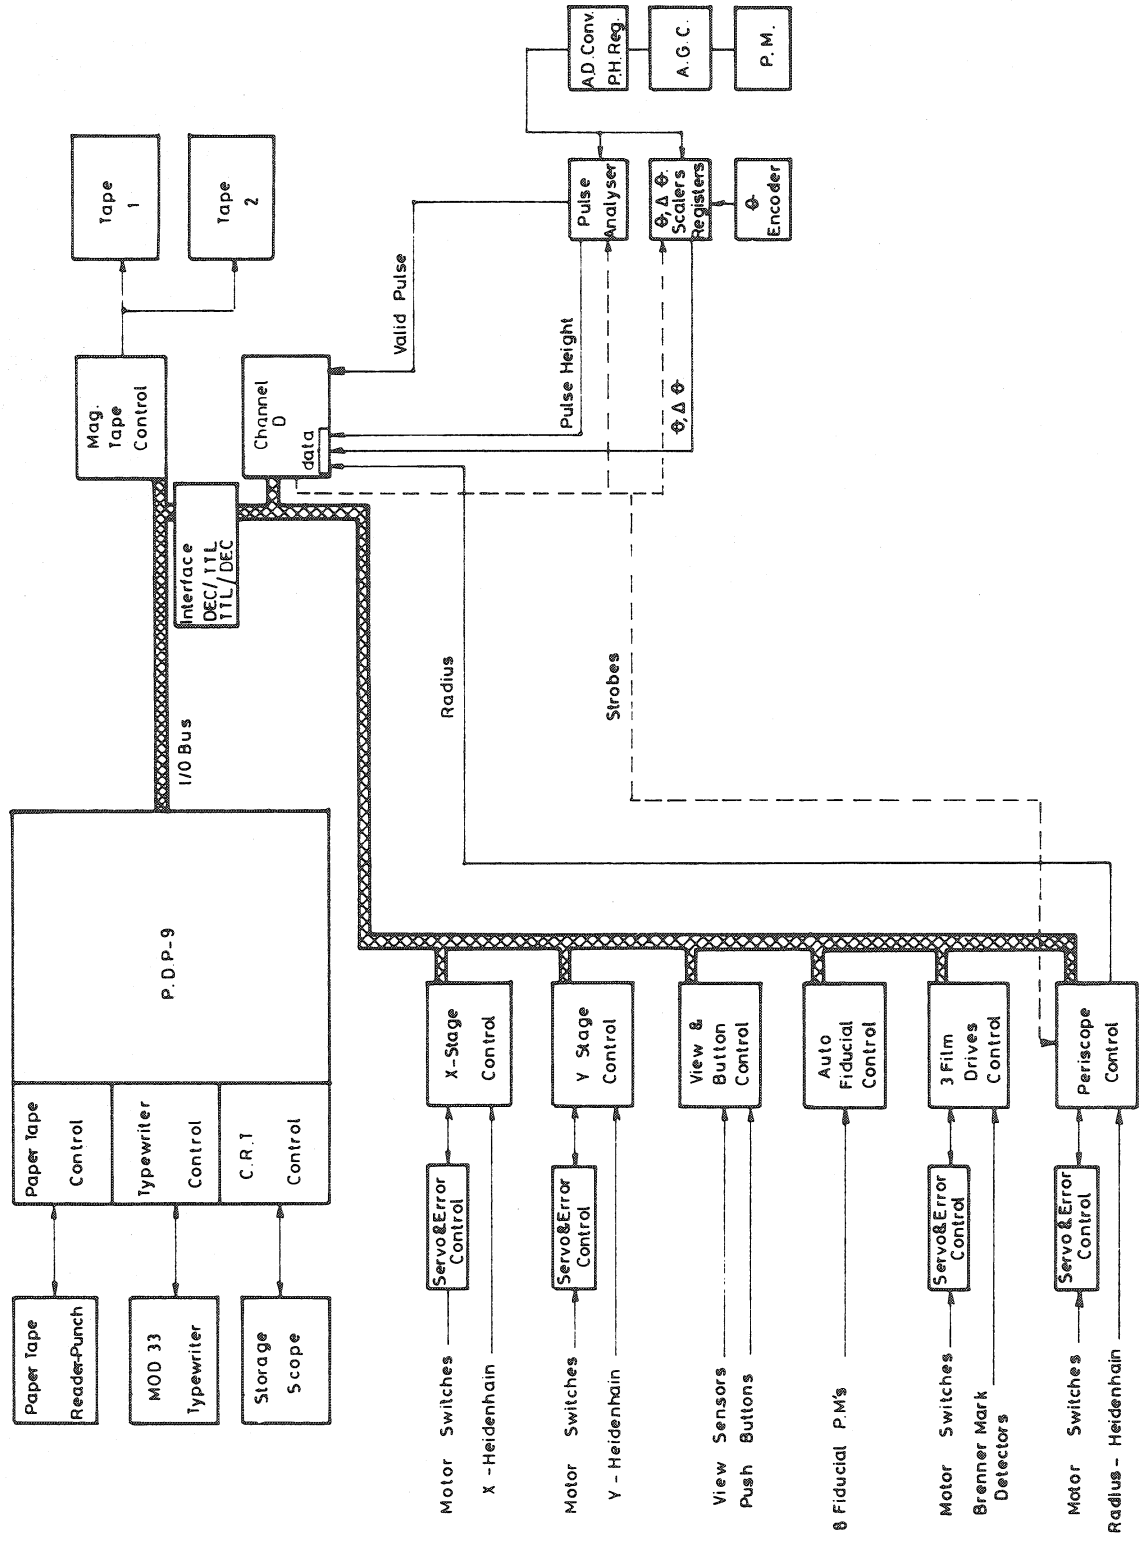 Paper Tape
Reader-Punch
MOD 33
Typewriter
Storage
Scope
Paper Tape
Control
Typewriter
Control
C.R.T
Control
P.D.P-9
I/O Bus
Interface
DEC/TTL
TTL/DEC
Mag.
Tape
Control
Tape
1
Tape
2
Channel
D
data
Valid Pulse
Pulse Height
Θ,Δ Θ
Radius
Strobes
A.D.Conv.
P.H.Reg.
A.G.C.
P.M.
Pulse
Analyser
Θ,Δ Θ.
Scalers
Registers
Θ
Encoder
Motor Switches
X-Heidenhain
Servo&Error
Control
X-Stage
Control
Motor Switches
Y-Heidenhain
Servo&Error
Control
Y Stage
Control
View Sensors
Push Buttons
View &
Button
Control
8 Fiducial P.M's
Auto
Fiducial
Control
Motor Switches
Brenner Mark
Detectors
Servo&Error
Control
3 Film
Drives
Control
Motor Switches
Radius-Heidenhain
Servo & Error
Control
Periscope
Control